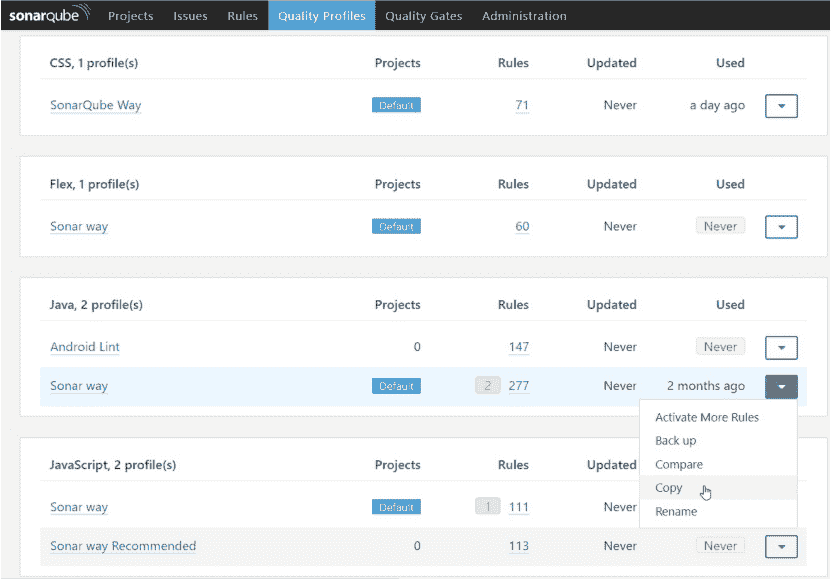 sonarqube Projects Issues Rules Quality Profiles Quality Gates Administration
CSS, 1 profile(s) Projects Rules Updated Used
SonarQube Way Default 71 Never a day ago
Flex, 1 profile(s) Projects Rules Updated Used
Sonar way Default 60 Never Never
Java, 2 profile(s) Projects Rules Updated Used
Android Lint 0 147 Never Never
Sonar way Default 2 277 Never 2 months ago
Activate More Rules
Back up
Compare
Copy
Rename
JavaScript, 2 profile(s) Projects Rules Updated
Sonar way Default 1 111 Never
Sonar way Recommended 0 113 Never Never